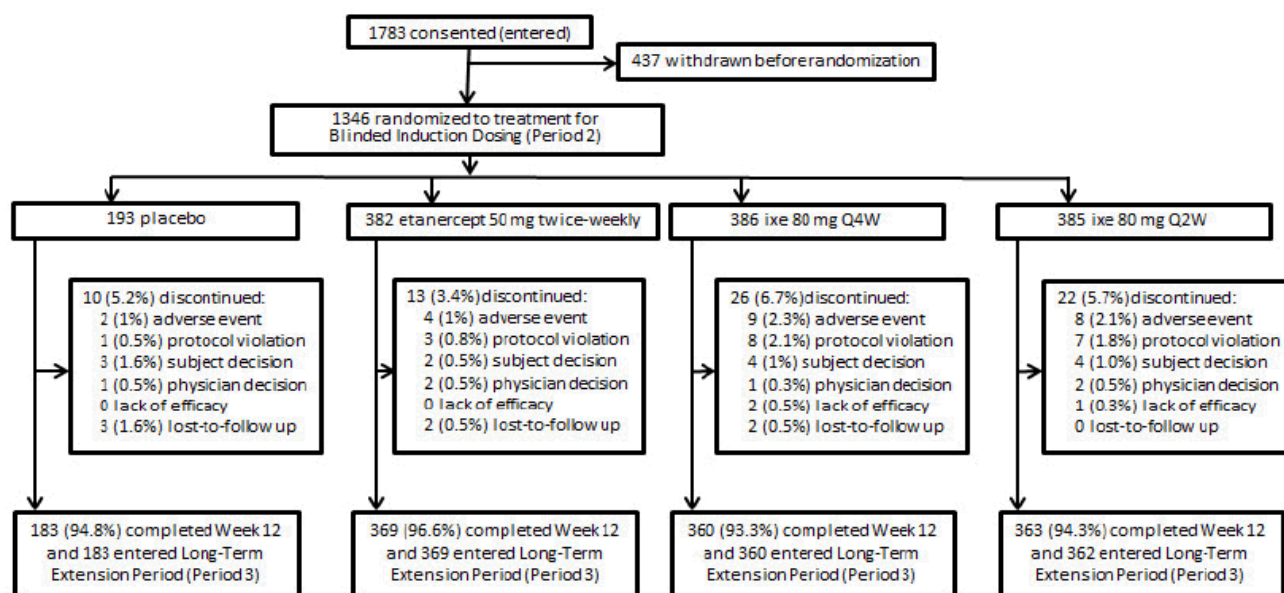 1783 consented (entered)
437 withdrawn before randomization
1346 randomized to treatment for
Blinded Induction Dosing (Period 2)
193 placebo
382 etanercept 50 mg twice-weekly
386 ixe 80 mg Q4W
385 ixe 80 mg Q2W
10 (5.2%) discontinued:
2 (1%) adverse event
1 (0.5%) protocol violation
3 (1.6%) subject decision
1 (0.5%) physician decision
0 lack of efficacy
3 (1.6%) lost-to-follow up
13 (3.4%) discontinued:
4 (1%) adverse event
3 (0.8%) protocol violation
2 (0.5%) subject decision
2 (0.5%) physician decision
0 lack of efficacy
2 (0.5%) lost-to-follow up
26 (6.7%) discontinued:
9 (2.3%) adverse event
8 (2.1%) protocol violation
4 (1%) subject decision
1 (0.3%) physician decision
2 (0.5%) lack of efficacy
2 (0.5%) lost-to-follow up
22 (5.7%) discontinued:
8 (2.1%) adverse event
7 (1.8%) protocol violation
4 (1.0%) subject decision
2 (0.5%) physician decision
1 (0.3%) lack of efficacy
0 lost-to-follow up
183 (94.8%) completed Week 12
and 183 entered Long-Term
Extension Period (Period 3)
369 (96.6%) completed Week 12
and 369 entered Long-Term
Extension Period (Period 3)
360 (93.3%) completed Week 12
and 360 entered Long-Term
Extension Period (Period 3)
363 (94.3%) completed Week 12
and 362 entered Long-Term
Extension Period (Period 3)